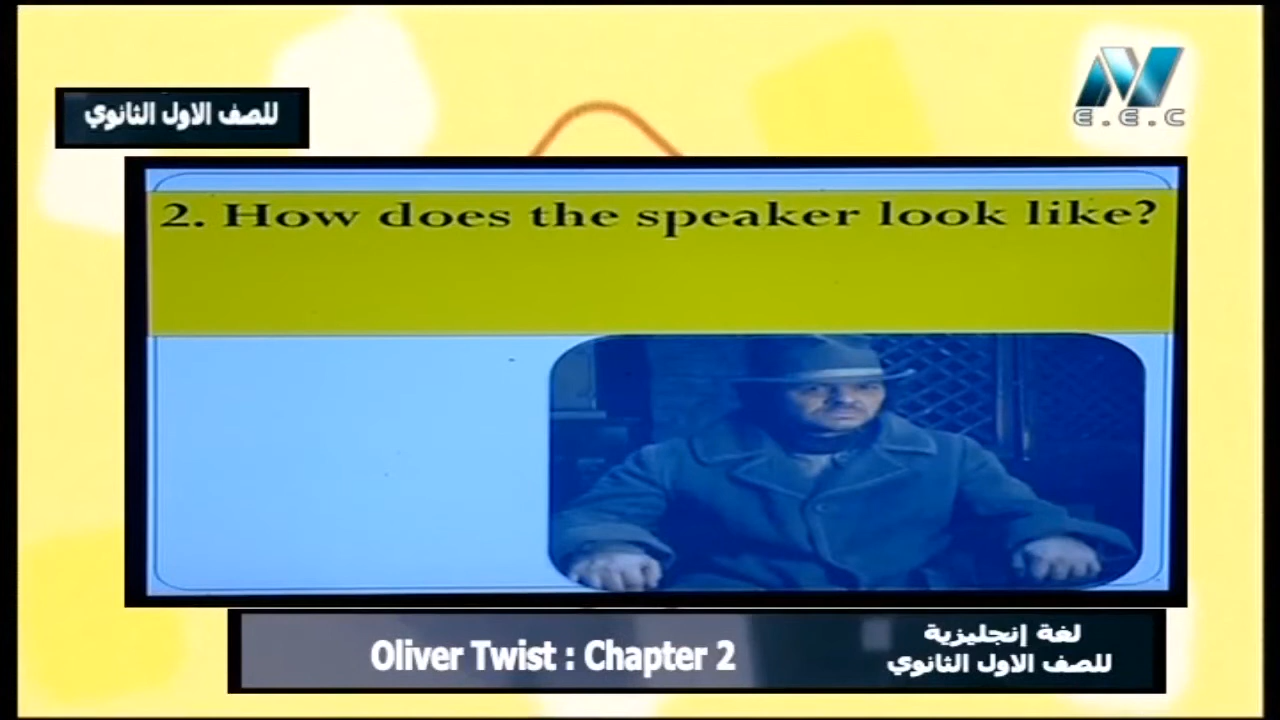 للصف الاول الثانوي
E.E.C
2. How does the speaker look like?
Oliver Twist : Chapter 2
لغة إنجليزية
للصف الاول الثانوي